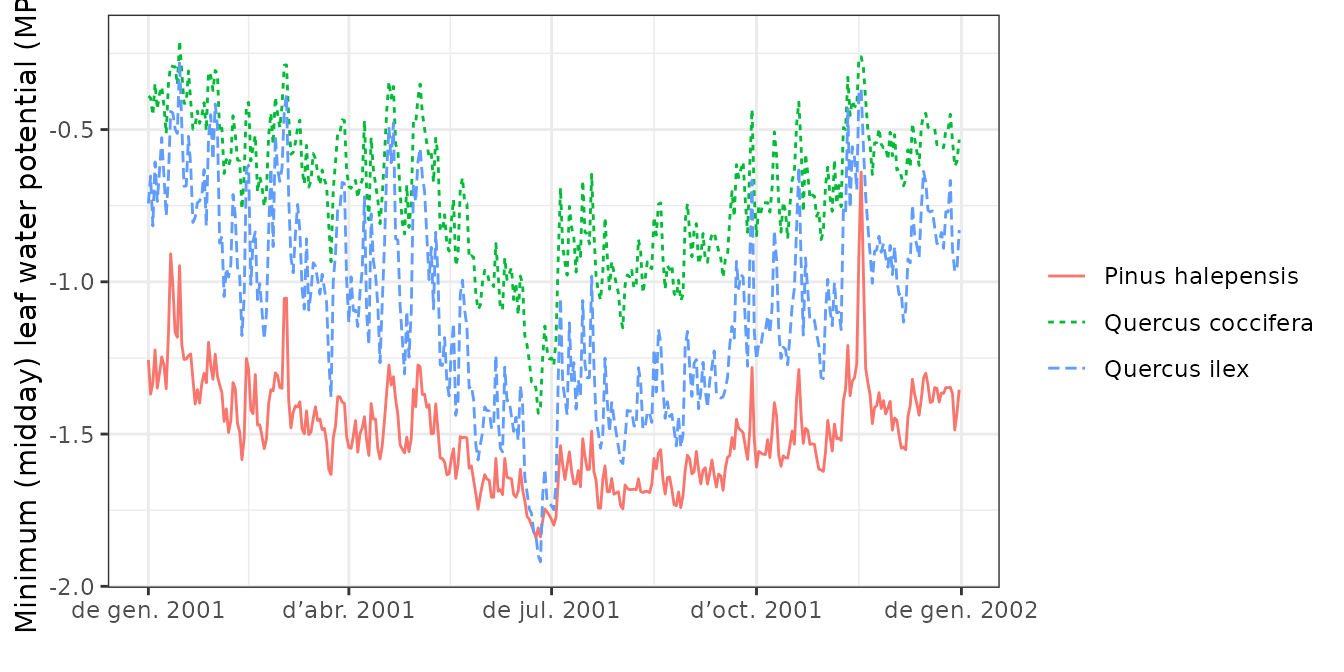 Minimum (midday) leaf water potential (MP
-0.5
-1.0
-1.5
-2.0
de gen. 2001
d’abr. 2001
de jul. 2001
d’oct. 2001
de gen. 2002
Pinus halepensis
Quercus coccifera
Quercus ilex